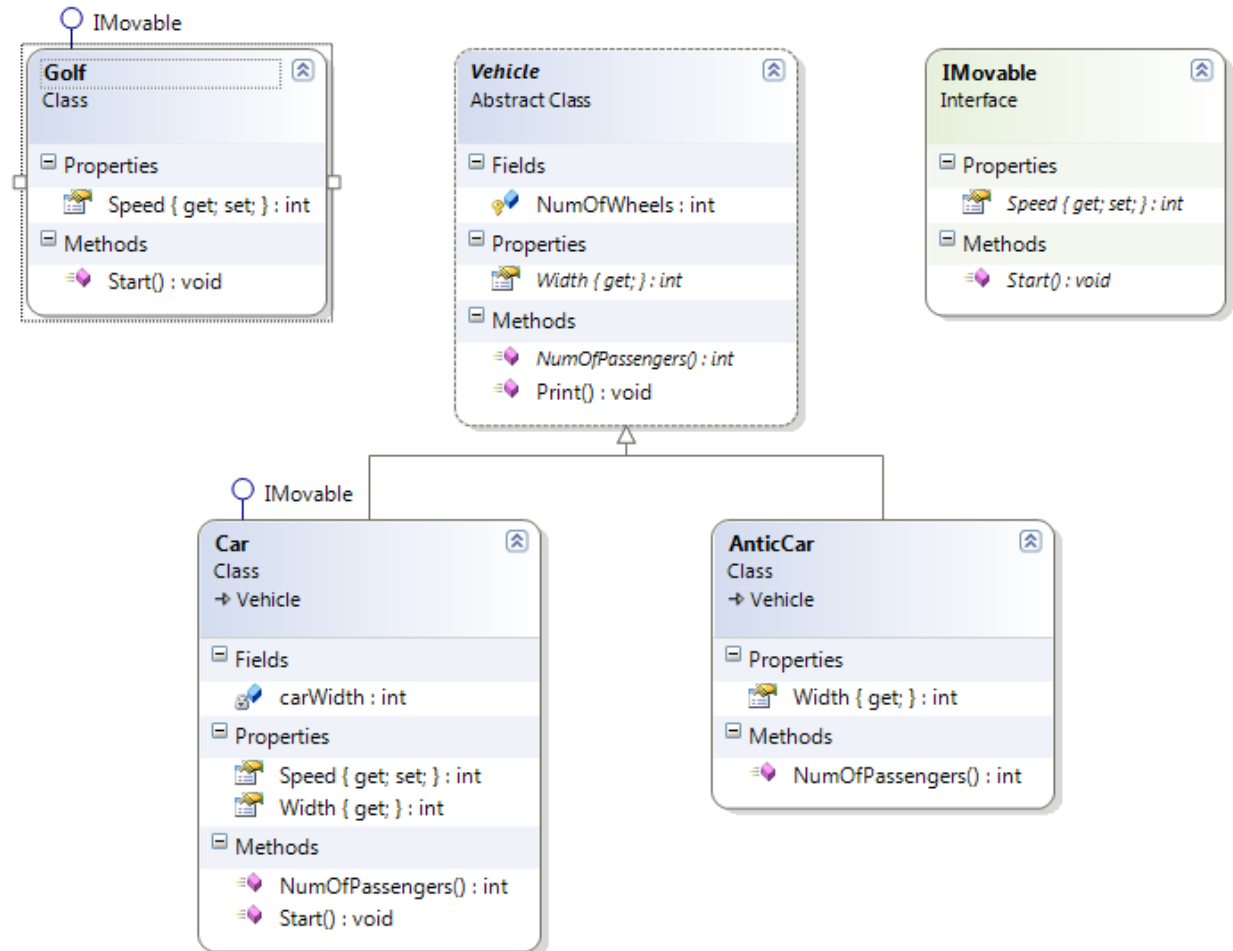 IMovable
Golf
Class
Properties
Speed { get; set; } : int
Methods
Start() : void
Vehicle
Abstract Class
Fields
NumOfWheels : int
Properties
Width { get; } : int
Methods
NumOfPassengers() : int
Print() : void
IMovable
Interface
Properties
Speed { get; set; } : int
Methods
Start() : void
IMovable
Car
Class
Vehicle
Fields
carWidth : int
Properties
Speed { get; set; } : int
Width { get; } : int
Methods
NumOfPassengers() : int
Start() : void
AnticCar
Class
Vehicle
Properties
Width { get; } : int
Methods
NumOfPassengers() : int